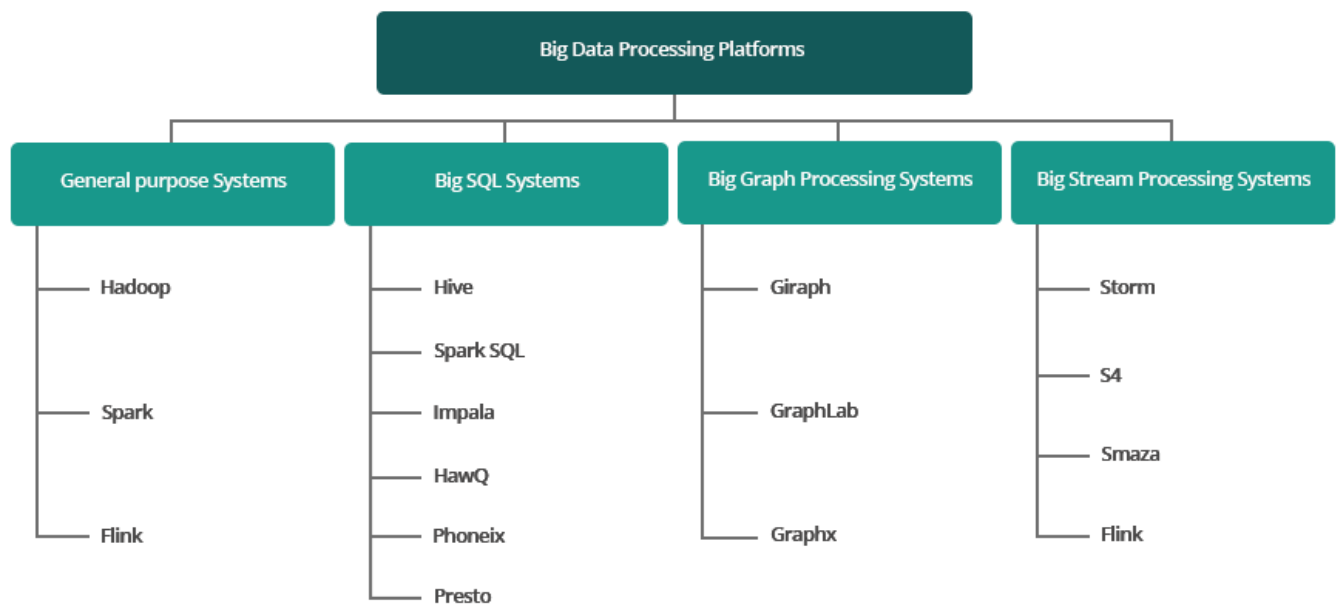 Big Data Processing Platforms
General purpose Systems
Hadoop
Spark
Flink
Big SQL Systems
Hive
Spark SQL
Impala
HawQ
Phoneix
Presto
Big Graph Processing Systems
Giraph
GraphLab
Graphx
Big Stream Processing Systems
Storm
S4
Smaza
Flink